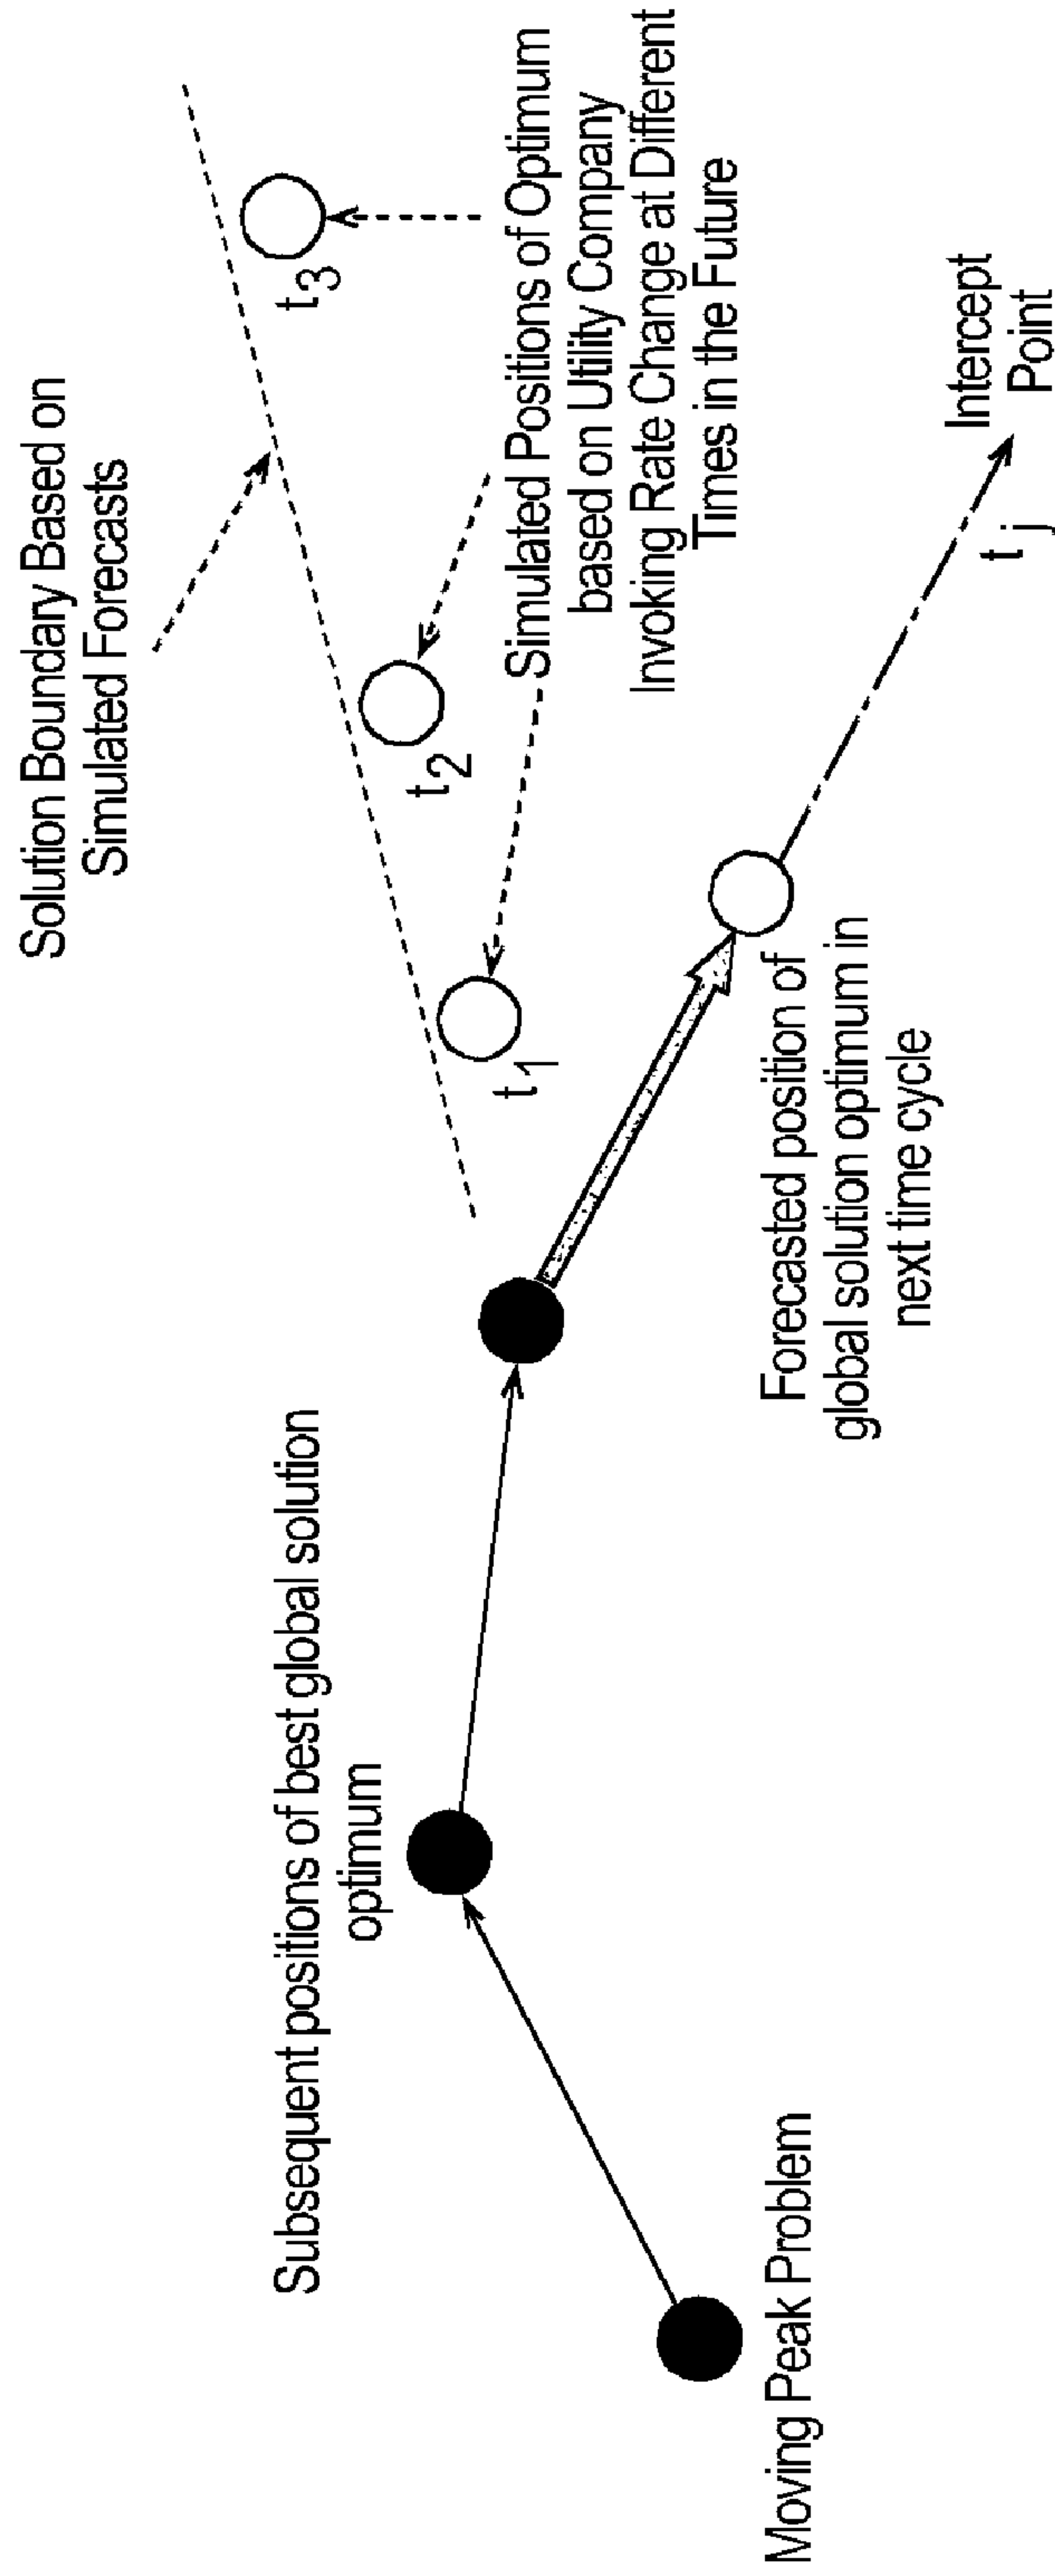 Solution Boundary Based on
Simulated Forecasts
Subsequent positions of best global solution
optimum
t3
t2
t1
Simulated Positions of Optimum
based on Utility Company
Invoking Rate Change at Different
Times in the Future
Moving Peak Problem
Forecasted position of
global solution optimum in
next time cycle
Intercept
Point
tj